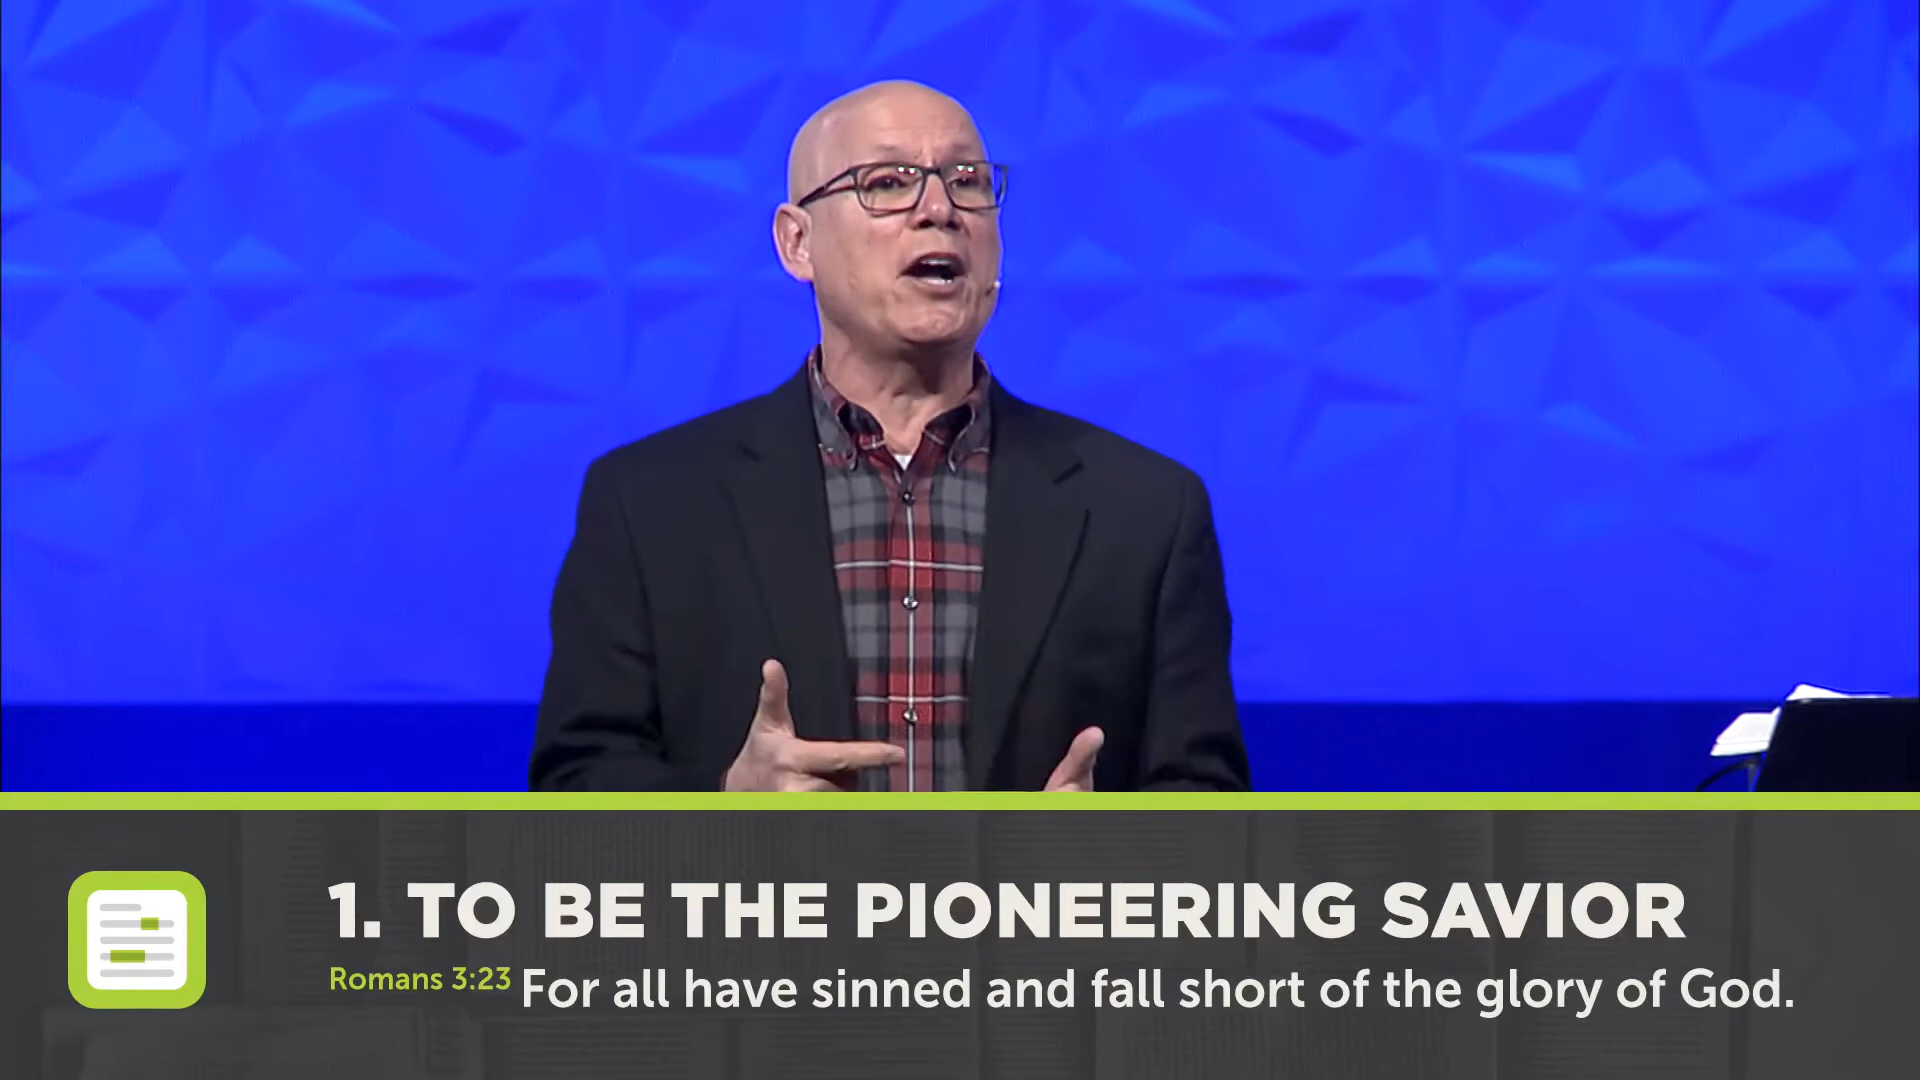 1. TO BE THE PIONEERING SAVIOR
Romans 3:23 For all have sinned and fall short of the glory of God.